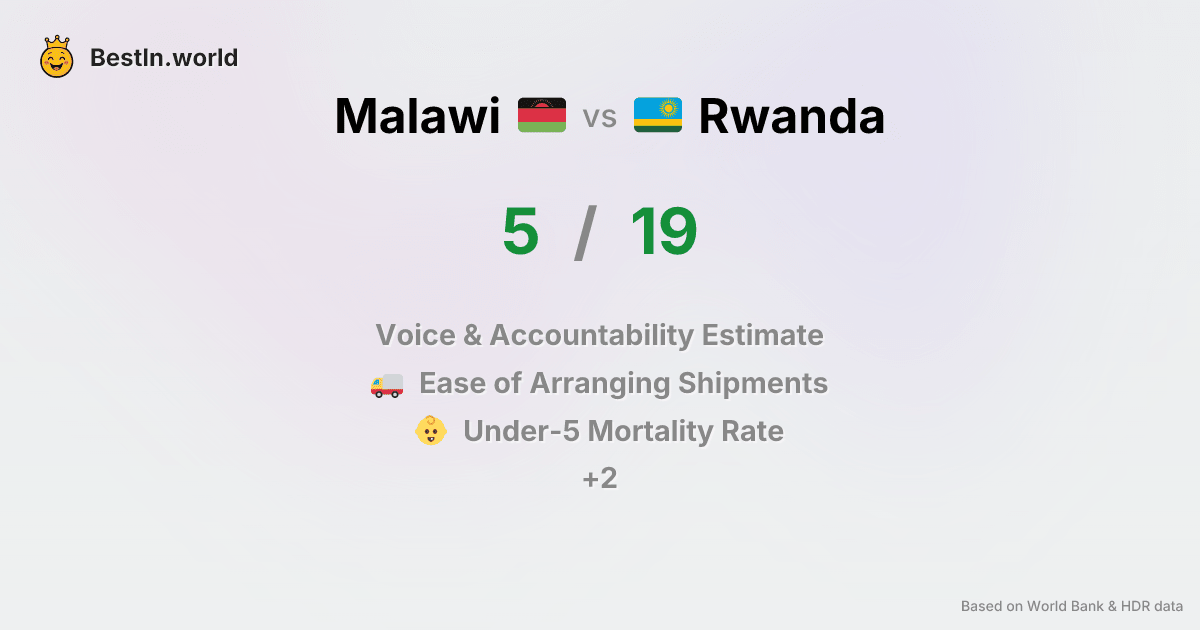 BestIn.world
Malawi vs Rwanda
5 / 19
Voice & Accountability Estimate
Ease of Arranging Shipments
Under-5 Mortality Rate
+2
Based on World Bank & HDR data